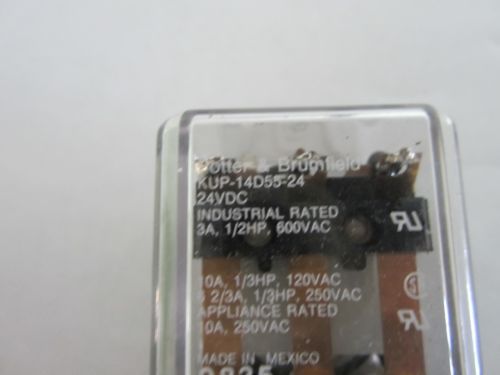 Potter & Brumfield
KUP-14D55-24
24VDC
INDUSTRIAL RATED
3A, 1/2HP, 600VAC
10A, 1/3HP, 120VAC
6 2/3A, 1/3HP, 250VAC
APPLIANCE RATED
10A, 250VAC
MADE IN MEXICO